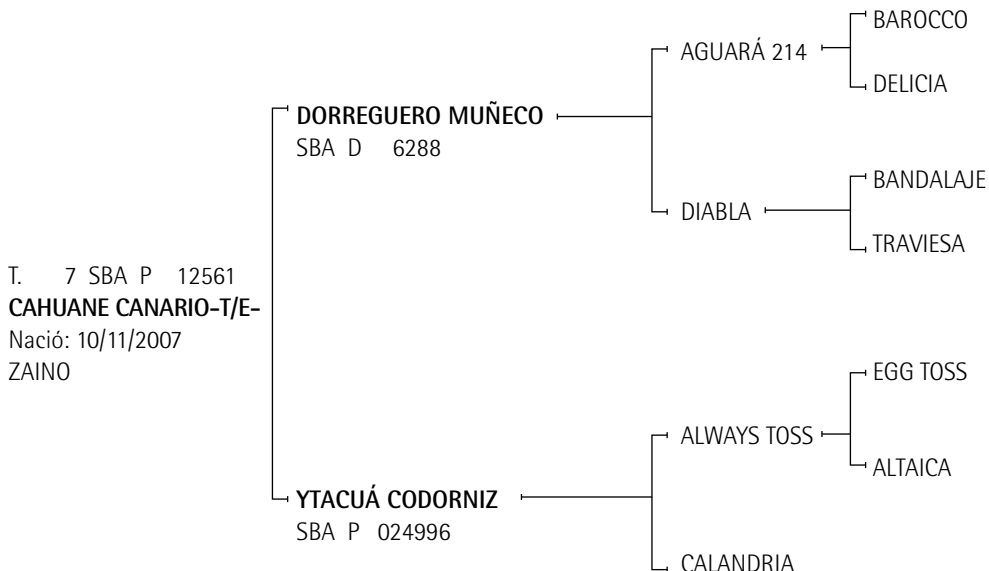 T. 7 SBA P 12561
CAHUANE CANARIO-T/E-
Nació: 10/11/2007
ZAINO
DORREGUERO MUÑECO
SBA D 6288
YTACUÁ CODORNIZ
SBA P 024996
AGUARÁ 214
DIABLA
ALWAYS TOSS
CALANDRIA
BAROCCO
DELICIA
BANDALAJE
TRAVIESA
EGG TOSS
ALTAICA